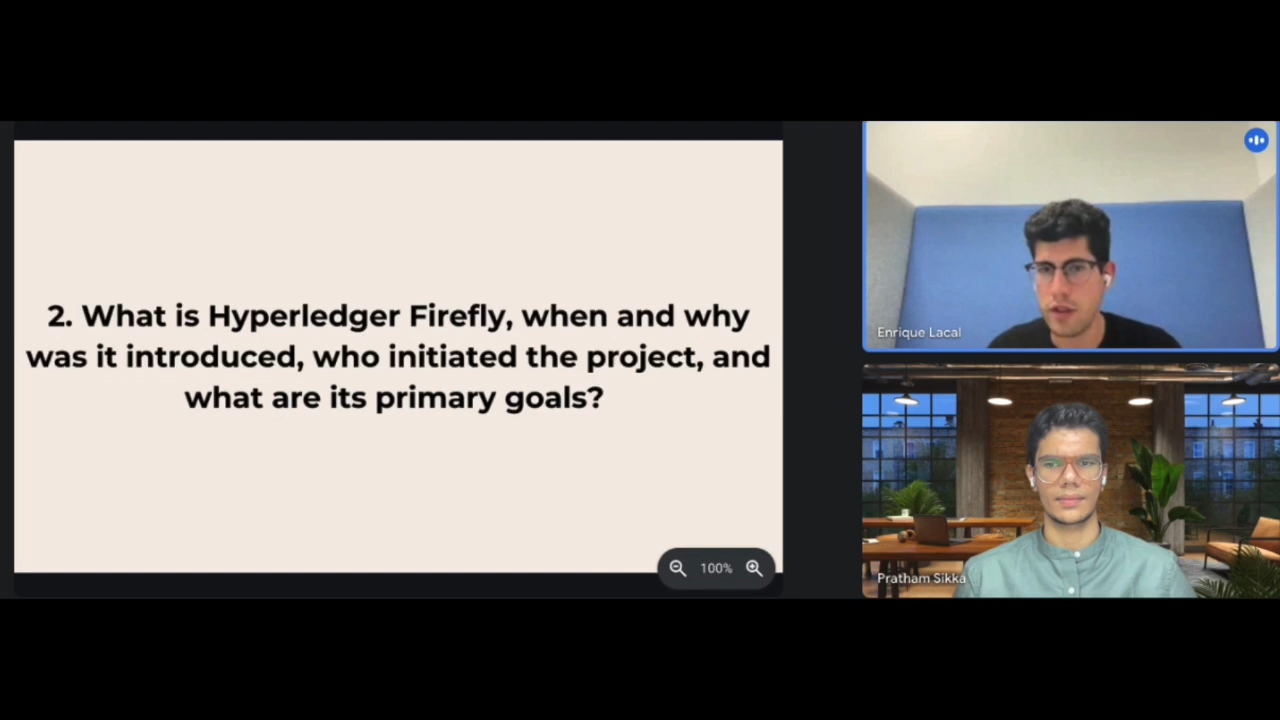 2. What is Hyperledger Firefly, when and why
was it introduced, who initiated the project, and
what are its primary goals?
100%
Enrique Lacal
Pratham Sikka